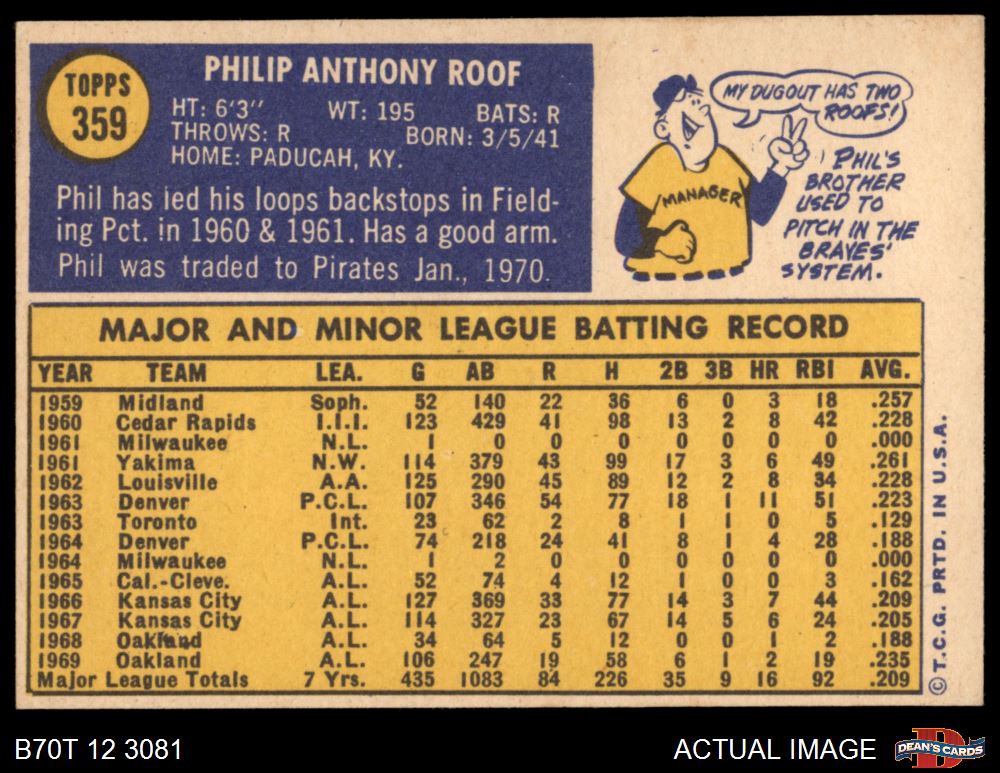 TOPPS
359
PHILIP ANTHONY ROOF
HT: 6'3" WT: 195 BATS: R
THROWS: R BORN: 3/5/41
HOME: PADUCAH, KY.
Phil has led his loops backstops in Field-
ing Pct. in 1960 & 1961. Has a good arm.
Phil was traded to Pirates Jan., 1970.
MY DUGOUT HAS TWO
ROOFS!
MANAGER
PHIL'S
BROTHER
USED TO
PITCH IN THE
BRAVES'
SYSTEM.
MAJOR AND MINOR LEAGUE BATTING RECORD
YEAR TEAM LEA. G AB R H 2B 3B HR RBI AVG.
1959 Midland Soph. 52 140 22 36 6 0 3 18 .257
1960 Cedar Rapids I.I.I. 123 429 41 98 13 2 8 42 .228
1961 Milwaukee N.L. 1 0 0 0 0 0 0 0 .000
1961 Yakima N.W. 114 379 43 99 17 3 6 49 .261
1962 Louisville A.A. 125 290 45 89 12 2 8 34 .228
1963 Denver P.C.L. 107 346 54 77 18 1 11 51 .223
1963 Toronto Int. 23 62 2 8 1 1 0 5 .129
1964 Denver P.C.L. 74 218 24 41 8 1 4 28 .188
1964 Milwaukee N.L. 1 2 0 0 0 0 0 0 .000
1965 Cal.-Cleve. A.L. 52 74 4 12 1 0 0 3 .162
1966 Kansas City A.L. 127 369 33 77 14 3 7 44 .209
1967 Kansas City A.L. 114 327 23 67 14 5 6 24 .205
1968 Oakland A.L. 34 64 5 12 0 0 1 2 .188
1969 Oakland A.L. 106 247 19 58 6 1 2 19 .235
Major League Totals 7 Yrs. 435 1083 84 226 35 9 16 92 .209
© T.C.G. PRTD. IN U.S.A.
B70T 12 3081
ACTUAL IMAGE
D
DEAN'S CARDS